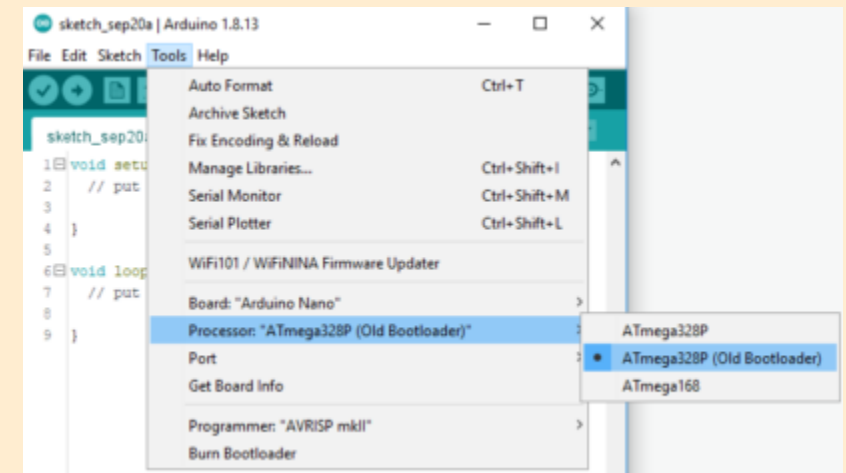 sketch_sep20a | Arduino 1.8.13
File Edit Sketch Tools Help
Auto Format Ctrl+T
Archive Sketch
sketch_sep20
Fix Encoding & Reload
1 void setu
Manage Libraries... Ctrl+Shift+I
2 // put
Serial Monitor Ctrl+Shift+M
3
Serial Plotter Ctrl+Shift+L
4 }
5
WiFi101 / WiFiNINA Firmware Updater
6 void loop
7 // put
Board: "Arduino Nano"
8
Processor: "ATmega328P (Old Bootloader)"
9 }
Port
Get Board Info
Programmer: "AVRISP mkII"
Burn Bootloader
ATmega328P
ATmega328P (Old Bootloader)
ATmega168